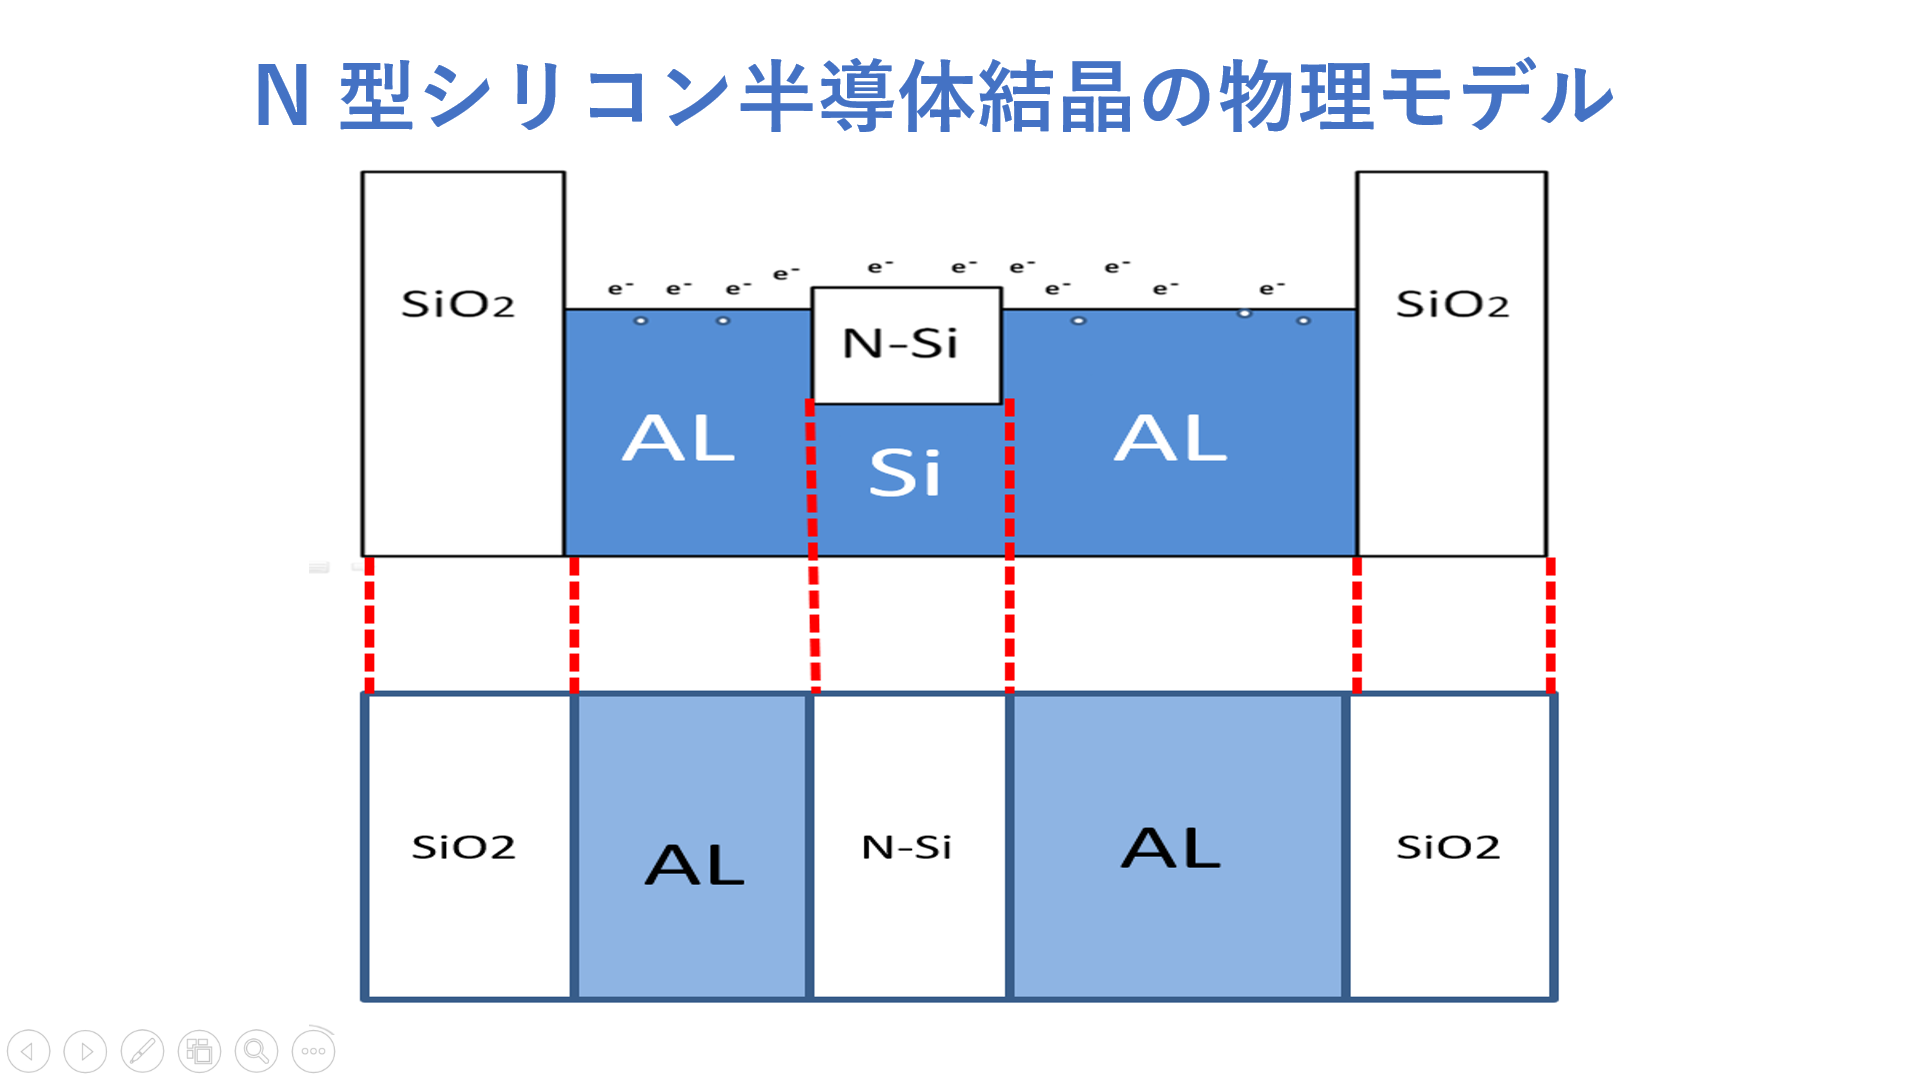 N 型シリコン半導体結晶の物理モデル
e- e- e- e- e- e- e- e- e- e- e-
SiO2 N-Si SiO2
AL Si AL
SiO2 AL N-Si AL SiO2